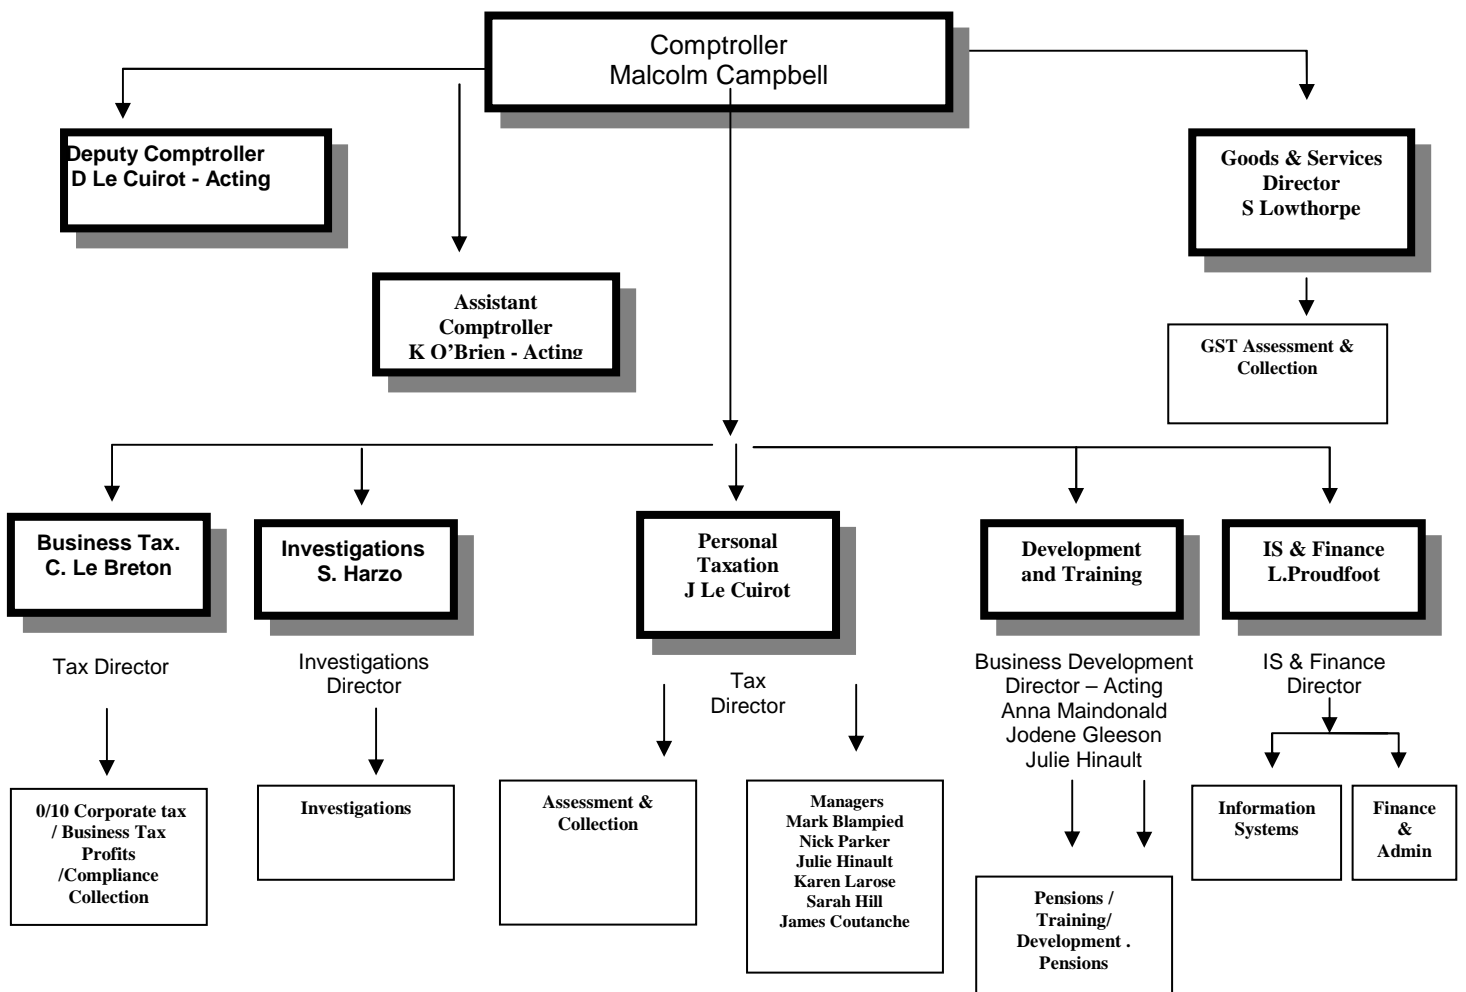 Comptroller
Malcolm Campbell
Deputy Comptroller
D Le Cuirot - Acting
Goods & Services
Director
S Lowthorpe
Assistant
Comptroller
K O’Brien - Acting
GST Assessment &
Collection
Business Tax.
C. Le Breton
Investigations
S. Harzo
Personal
Taxation
J Le Cuirot
Development
and Training
IS & Finance
L.Proudfoot
Tax Director
Investigations
Director
Tax
Director
Business Development
Director – Acting
Anna Maindonald
Jodene Gleeson
Julie Hinault
IS & Finance
Director
0/10 Corporate tax
/ Business Tax
Profits
/Compliance
Collection
Investigations
Assessment &
Collection
Managers
Mark Blampied
Nick Parker
Julie Hinault
Karen Larose
Sarah Hill
James Coutanche
Pensions /
Training/
Development .
Pensions
Information
Systems
Finance
&
Admin